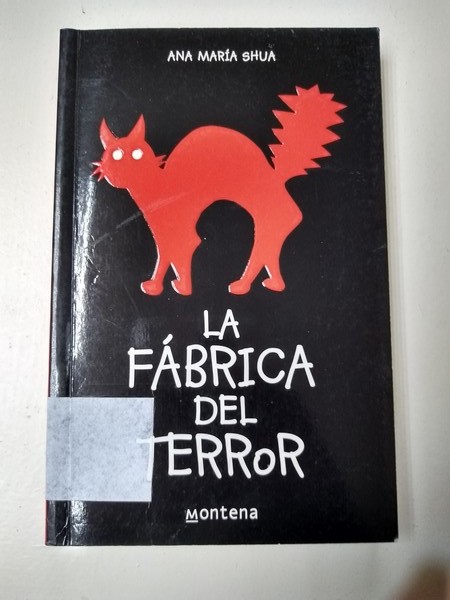 ANA MARÍA SHUA
LA
FÁBRICA
DEL
TERROR
Montena